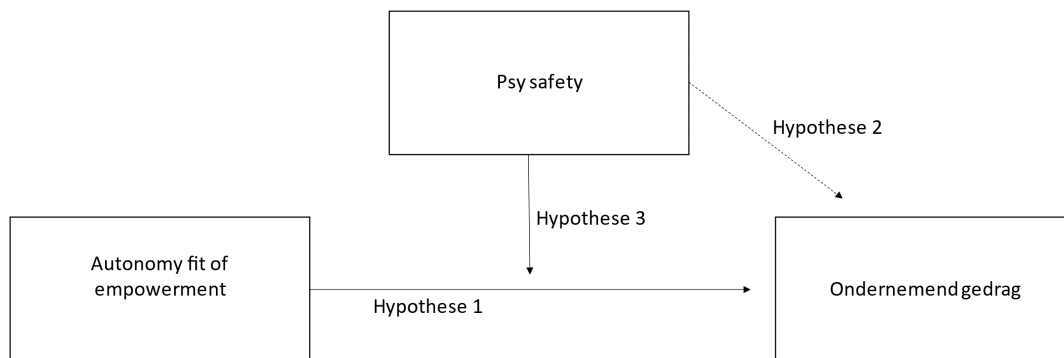 Psy safety
Hypothese 2
Hypothese 3
Autonomy fit of
empowerment
Hypothese 1
Ondernemend gedrag